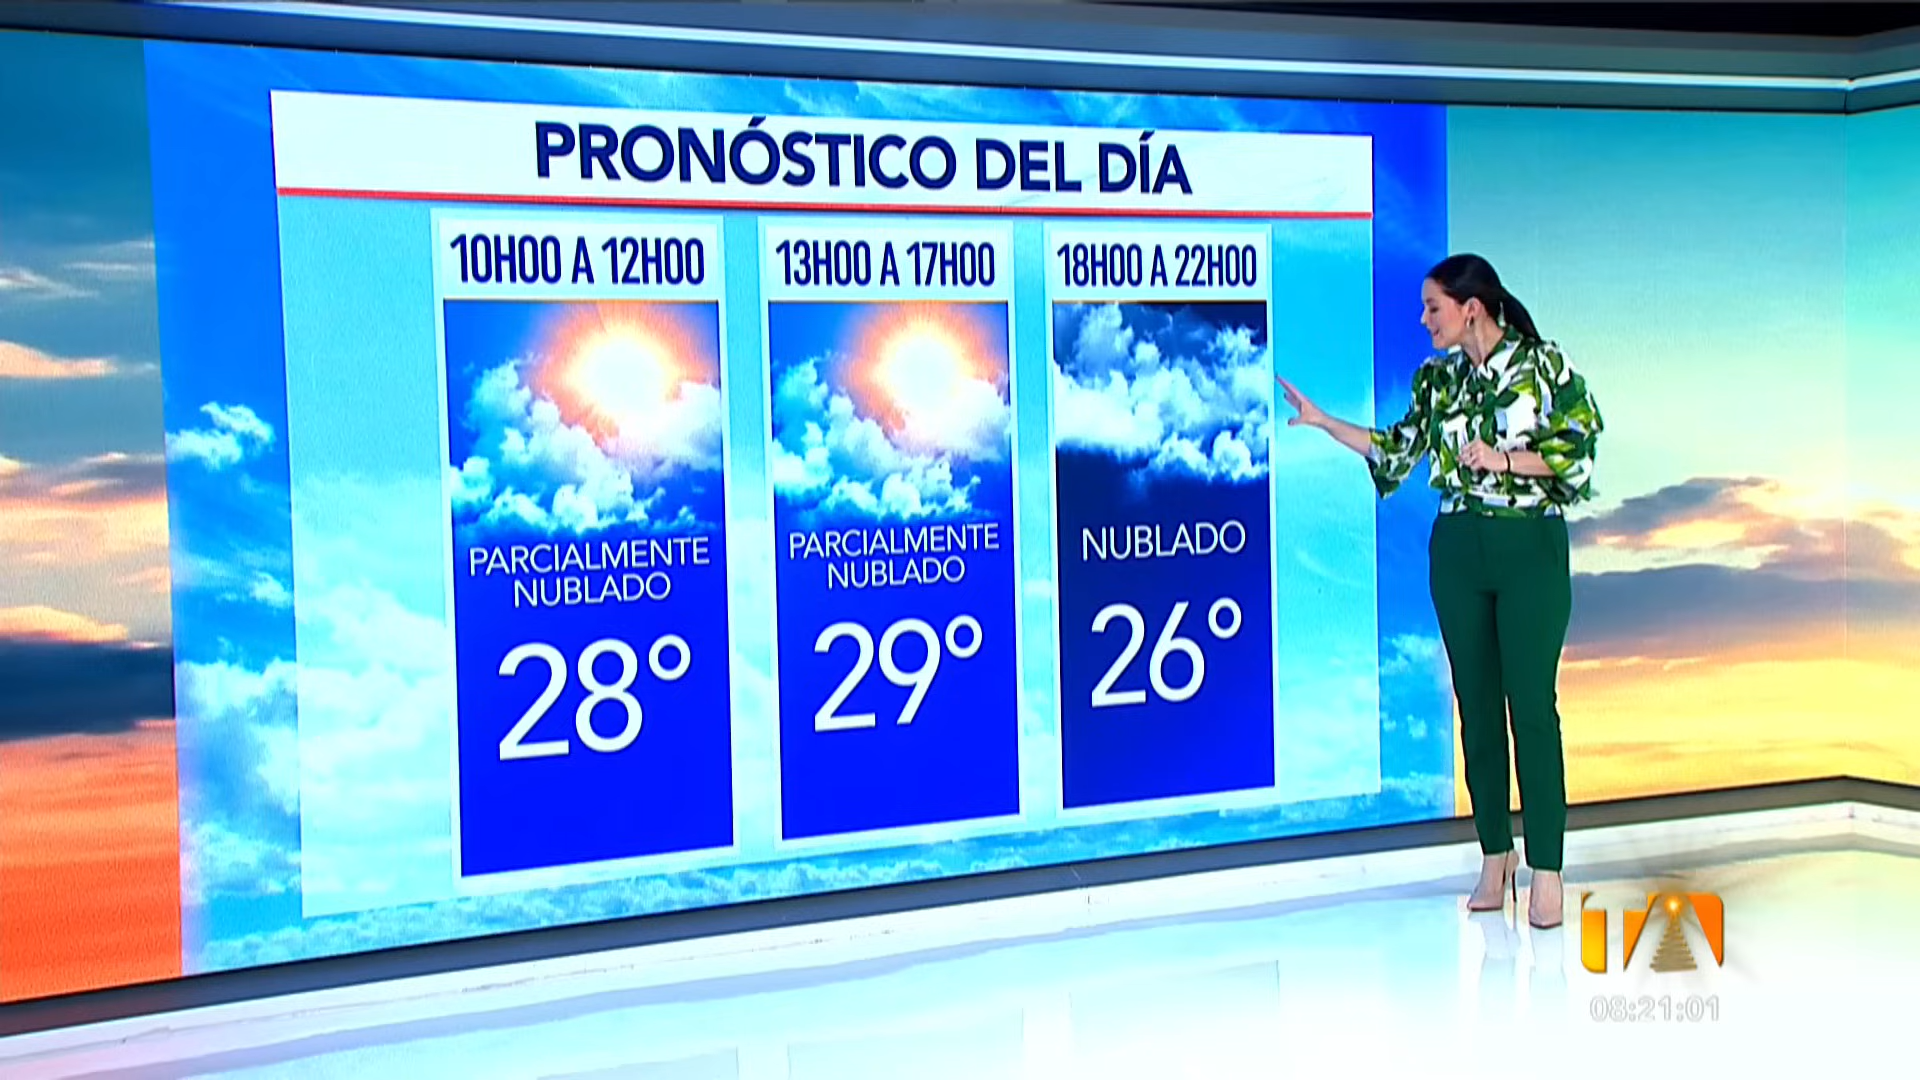 PRONÓSTICO DEL DÍA
10H00 A 12H00
PARCIALMENTE
NUBLADO
28°
13H00 A 17H00
PARCIALMENTE
NUBLADO
29°
18H00 A 22H00
NUBLADO
26°
TA
08:21:01